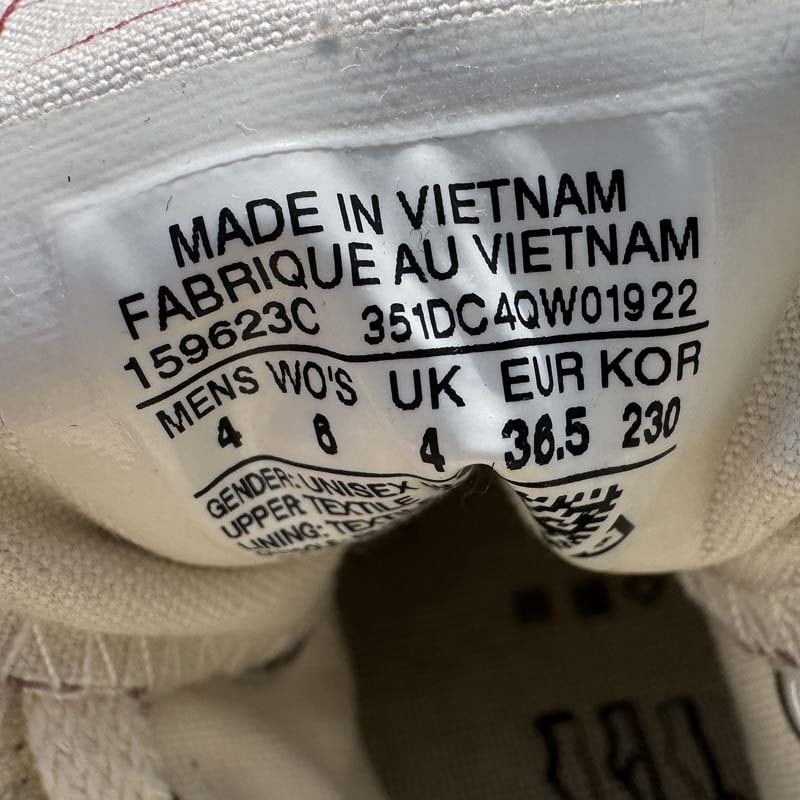 MADE IN VIETNAM
FABRIQUE AU VIETNAM
159623C 351DC4QW01922
MENS WO'S UK EUR KOR
4 6 4 36.5 230
GENDER: UNISEX
UPPER TEXTILE
LINING: